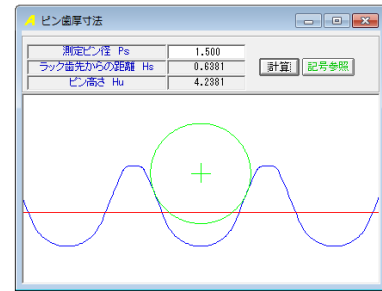 ピン歯厚寸法
測定ピン径 Ps 1.500
ラック歯先からの距離 Hs 0.6381
ピン高さ Hu 4.2381
計算 記号参照